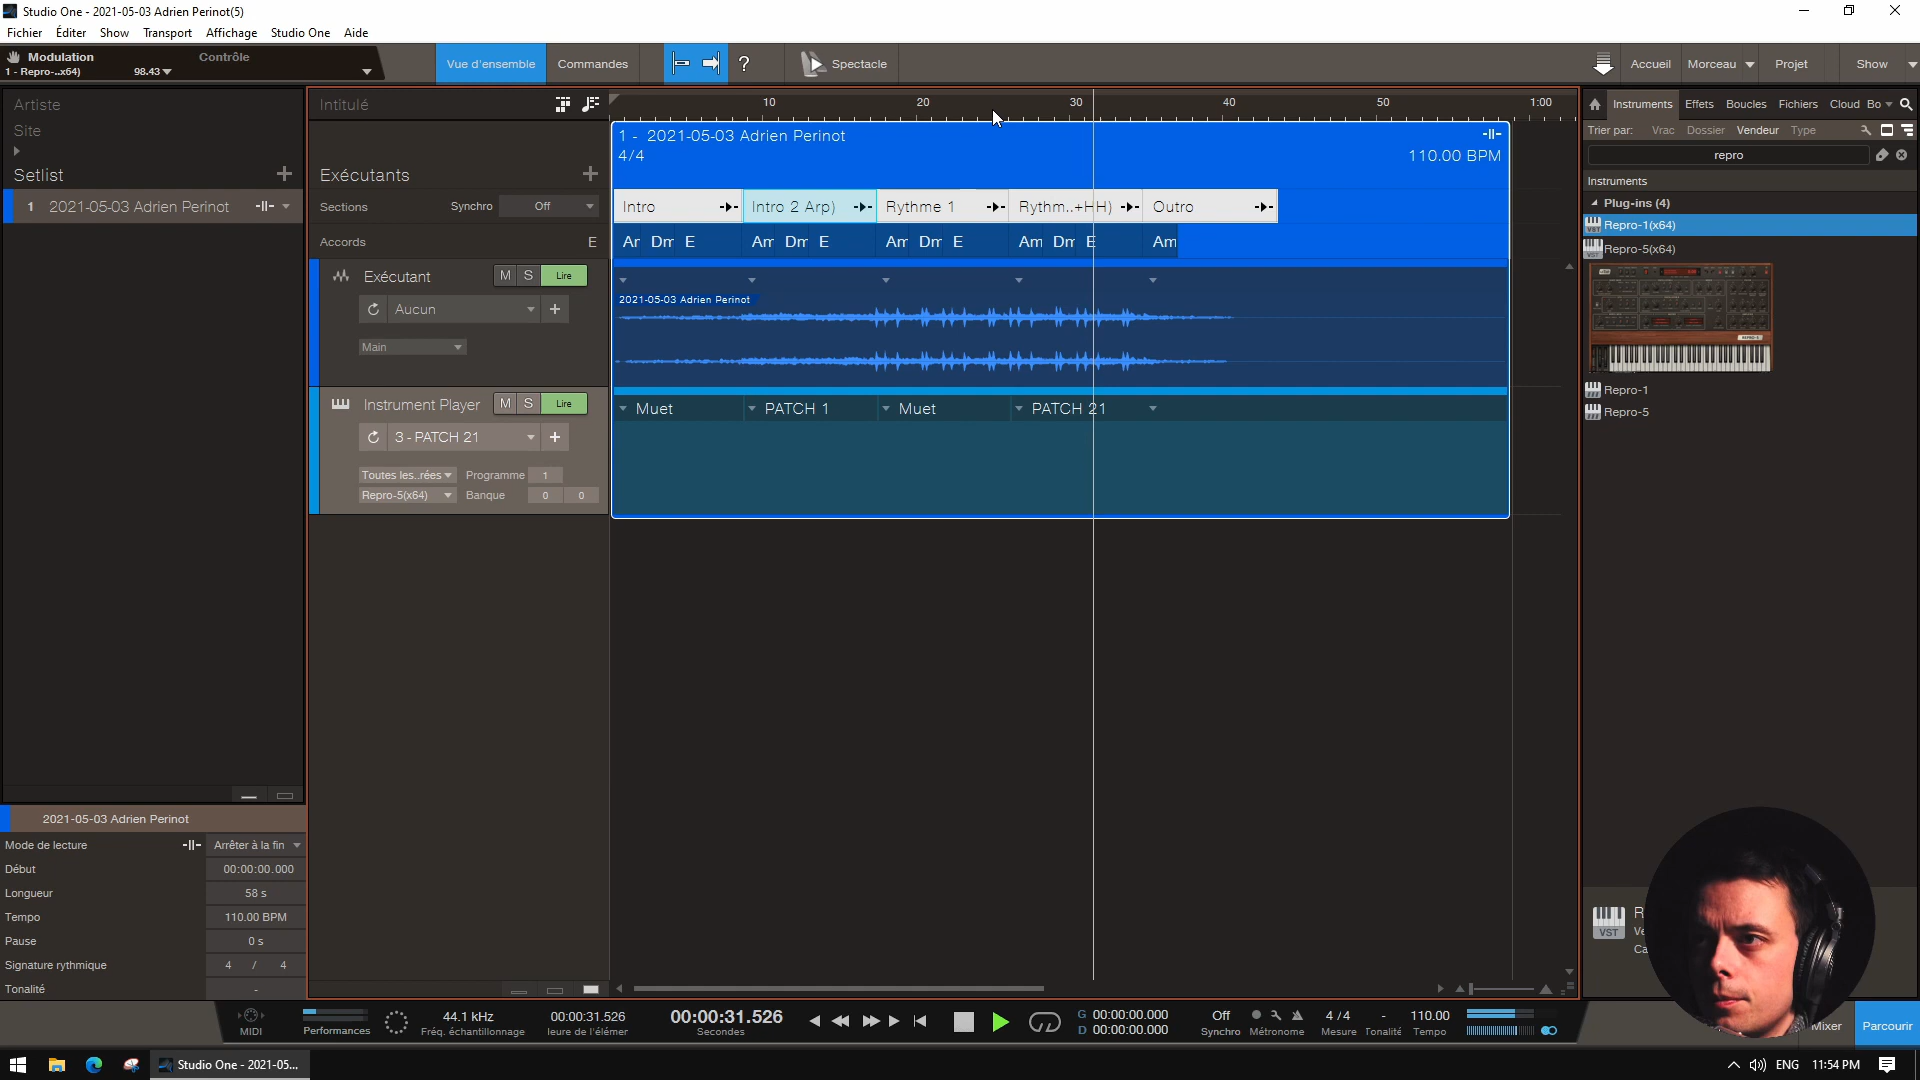 Studio One - 2021-05-03 Adrien Perinot(5)
Fichier Éditer Show Transport Affichage Studio One Aide
Modulation Contrôle
1 - Repro-..x64) 98.43
Vue d'ensemble Commandes ? Spectacle Accueil Morceau Projet Show
Artiste
Site
Setlist
1 2021-05-03 Adrien Perinot
Intitulé
10 20 30 40 50 1:00
Exécutants
1 - 2021-05-03 Adrien Perinot
4/4 110.00 BPM
Sections Synchro Off
Intro Intro 2 Arp) Rythme 1 Rythm..+HH) Outro
Accords E
Am Dm E Am Dm E Am Dm E Am Dm E Am
Exécutant M S Lire
Aucun
Main
2021-05-03 Adrien Perinot
Instrument Player M S Lire
3 - PATCH 21
Toutes les..rées Programme 1
Repro-5(x64) Banque 0 0
Muet PATCH 1 Muet PATCH 21
Instruments Effets Boucles Fichiers Cloud Bo
Trier par: Vrac Dossier Vendeur Type
repro
Instruments
Plug-ins (4)
Repro-1(x64)
Repro-5(x64)
Repro-1
Repro-5
VST
2021-05-03 Adrien Perinot
Mode de lecture Arrêter à la fin
Début 00:00:00.000
Longueur 58 s
Tempo 110.00 BPM
Pause 0 s
Signature rythmique 4 / 4
Tonalité -
MIDI
Performances
44.1 kHz
Fréq. échantillonnage
00:00:31.526
leure de l'élément
00:00:31.526
Secondes
G 00:00:00.000
D 00:00:00.000
Off
Synchro
Métronome
4 / 4
Mesure
-
Tonalité
110.00
Tempo
Mixer
Parcourir
Studio One - 2021-05...
ENG 11:54 PM